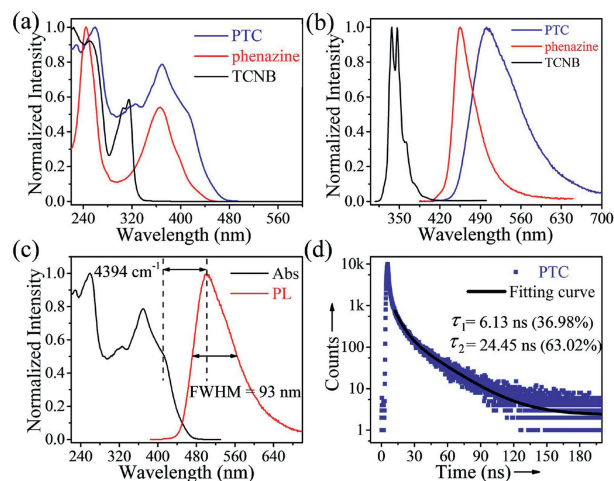 (a)
PTC
phenazine
TCNB
Normalized Intensity
1.0
0.8
0.6
0.4
0.2
0.0
240 320 400 480 560
Wavelength (nm)
(b)
PTC
phenazine
TCNB
Normalized Intensity
1.0
0.8
0.6
0.4
0.2
0.0
350 420 490 560 630 700
Wavelength (nm)
(c)
4394 cm⁻¹
Abs
PL
FWHM = 93 nm
Normalized Intensity
1.0
0.8
0.6
0.4
0.2
0.0
240 320 400 480 560 640
Wavelength (nm)
(d)
PTC
Fitting curve
τ₁= 6.13 ns (36.98%)
τ₂= 24.45 ns (63.02%)
Counts
10k
1k
100
10
1
0 30 60 90 120 150 180
Time (ns)